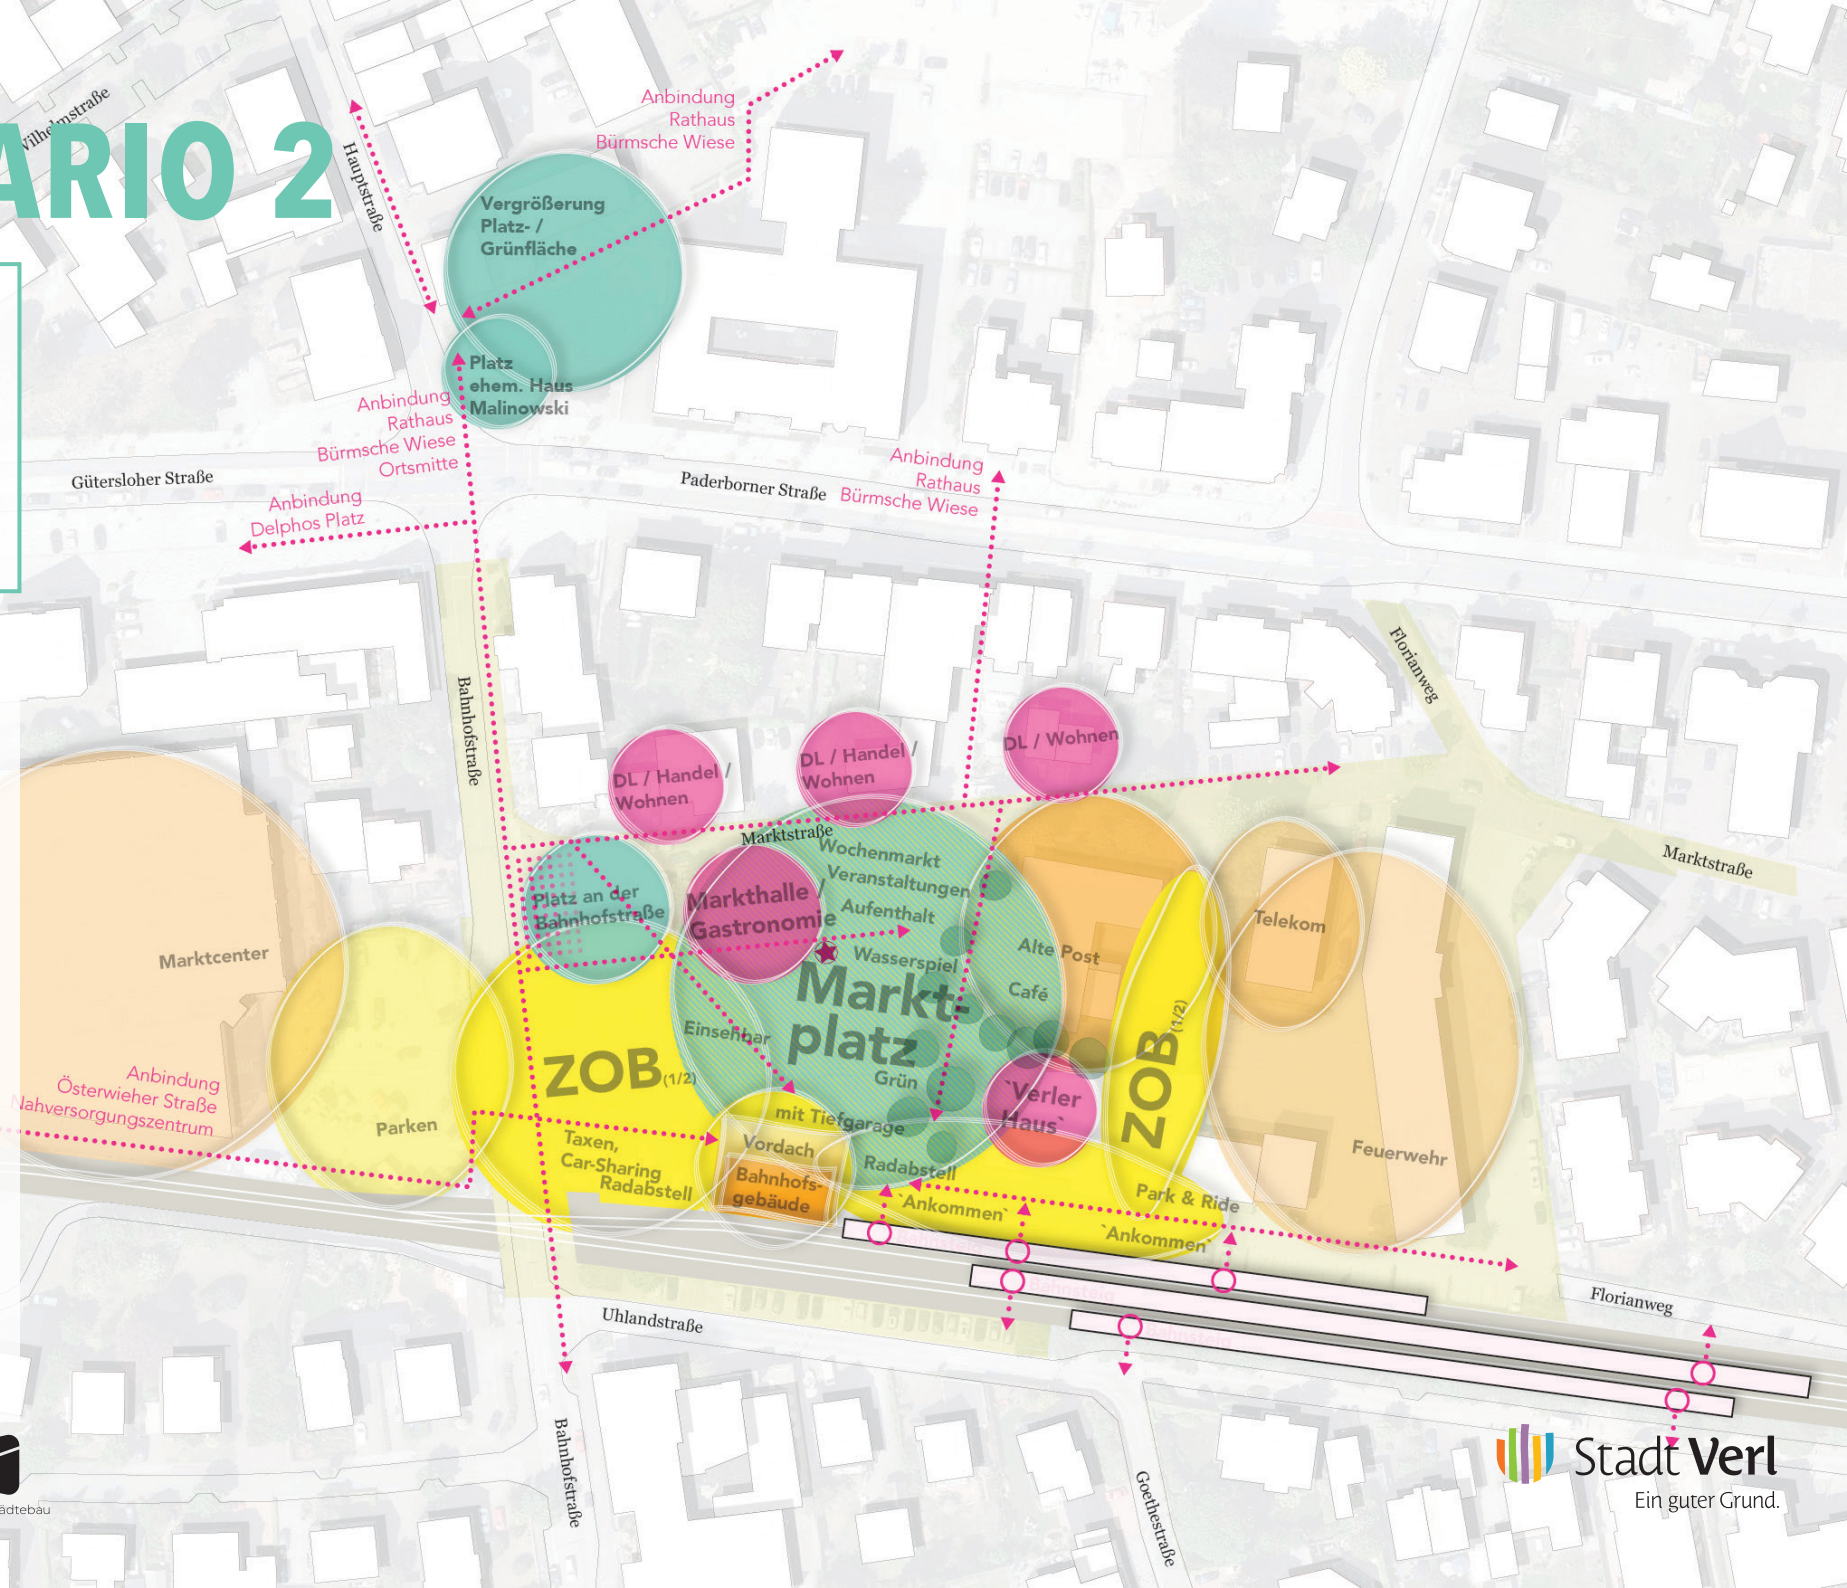 Wilhelmstraße
ARIO 2
Hauptstraße
Anbindung
Rathaus
Bürmsche Wiese
Vergrößerung
Platz- /
Grünfläche
Platz
ehem. Haus
Malinowski
Anbindung
Rathaus
Bürmsche Wiese
Ortsmitte
Gütersloher Straße
Anbindung
Delphos Platz
Paderborner Straße
Anbindung
Rathaus
Bürmsche Wiese
Florianweg
Bahnhofstraße
DL / Handel /
Wohnen
DL / Handel /
Wohnen
DL / Wohnen
Marktstraße
Marktstraße
Wochenmarkt
Veranstaltungen
Aufenthalt
Wasserspiel
Markthalle /
Gastronomie
Platz an der
Bahnhofstraße
Marktcenter
Alte Post
Café
Telekom
Markt-
platz
Einsehbar
Grün
mit Tiefgarage
ZOB (1/2)
ZOB (1/2)
`Verler
Haus`
Anbindung
Österwieher Straße
Nahversorgungszentrum
Parken
Taxen,
Car-Sharing
Radabstell
Vordach
Bahnhofs-
gebäude
Radabstell
`Ankommen`
Park & Ride
`Ankommen`
Feuerwehr
Bahnsteig
Bahnsteig
Bahnsteig
Uhlandstraße
Florianweg
Bahnhofstraße
Goethestraße
ädtebau
Stadt Verl
Ein guter Grund.